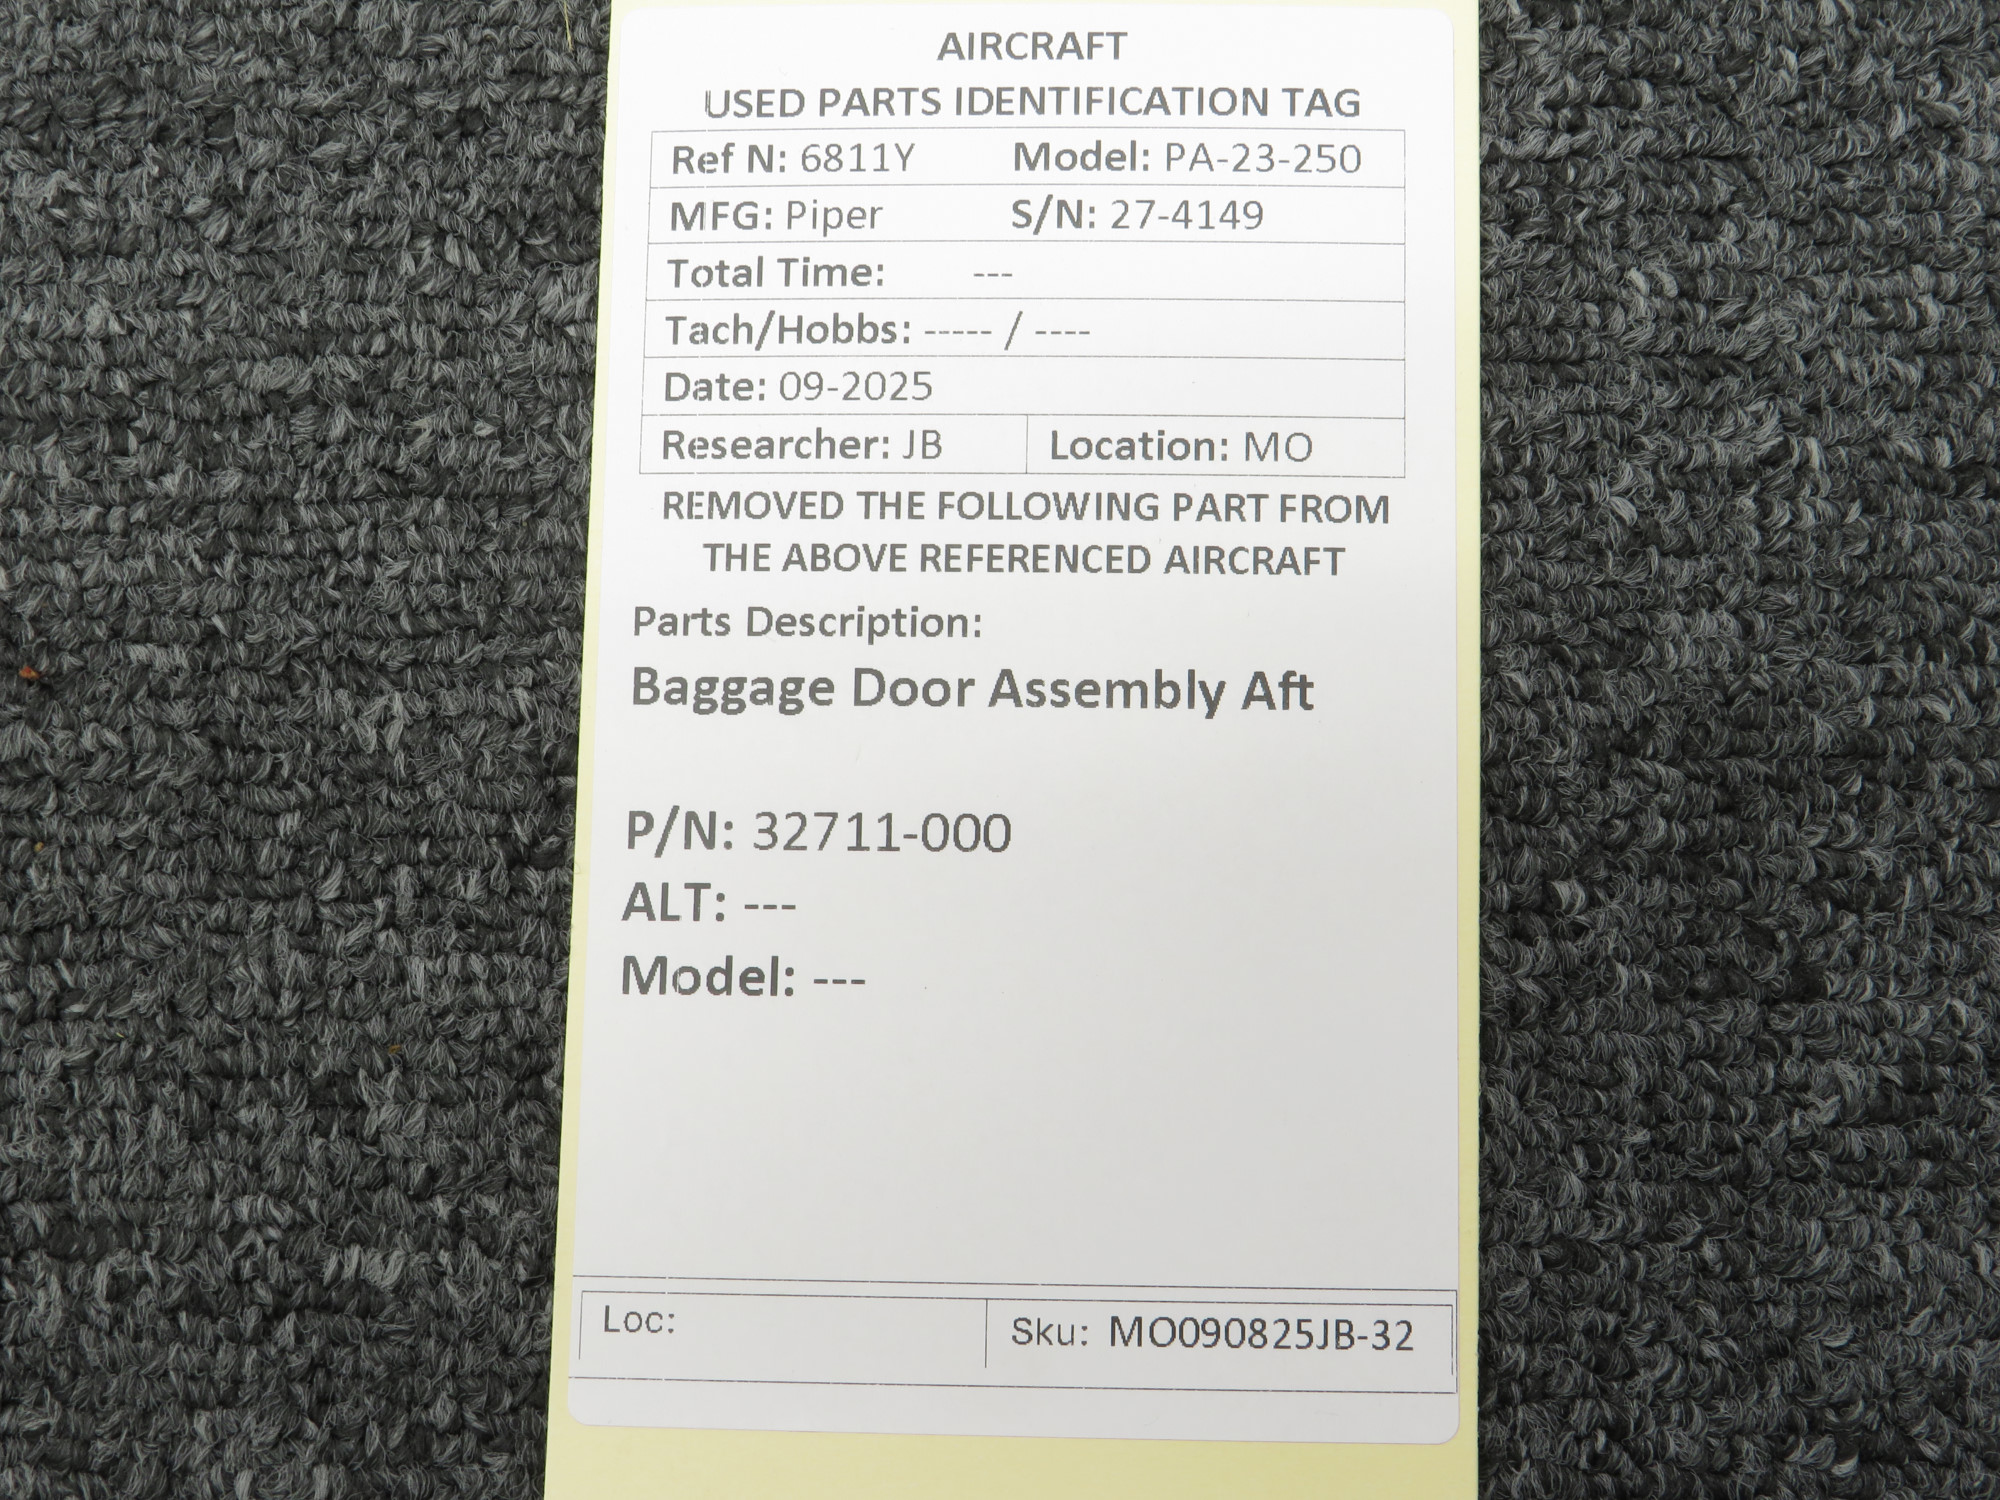 AIRCRAFT
USED PARTS IDENTIFICATION TAG
Ref N: 6811Y Model: PA-23-250
MFG: Piper S/N: 27-4149
Total Time: ---
Tach/Hobbs: ----- / ----
Date: 09-2025
Researcher: JB Location: MO
REMOVED THE FOLLOWING PART FROM
THE ABOVE REFERENCED AIRCRAFT
Parts Description:
Baggage Door Assembly Aft
P/N: 32711-000
ALT: ---
Model: ---
Loc: Sku: MO090825JB-32